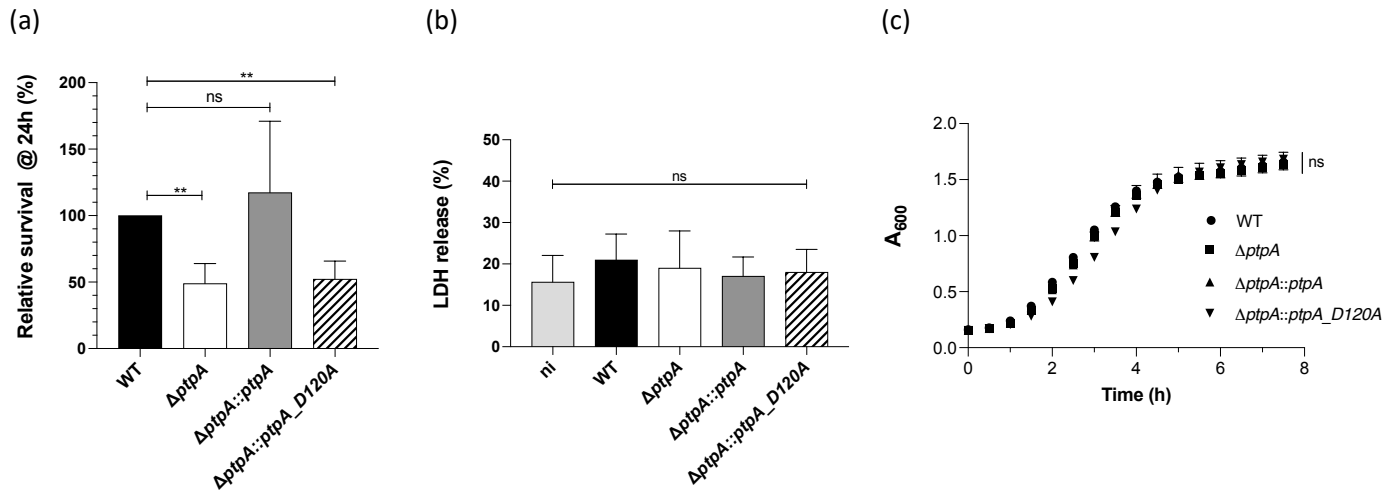 (a)
Relative survival @ 24h (%)
200
150
100
50
0
**
ns
**
WT
ΔptpA
ΔptpA::ptpA
ΔptpA::ptpA_D120A
(b)
LDH release (%)
50
40
30
20
10
0
ns
ni
WT
ΔptpA
ΔptpA::ptpA
ΔptpA::ptpA_D120A
(c)
A600
2.0
1.5
1.0
0.5
0.0
0 2 4 6 8
Time (h)
ns
WT
ΔptpA
ΔptpA::ptpA
ΔptpA::ptpA_D120A